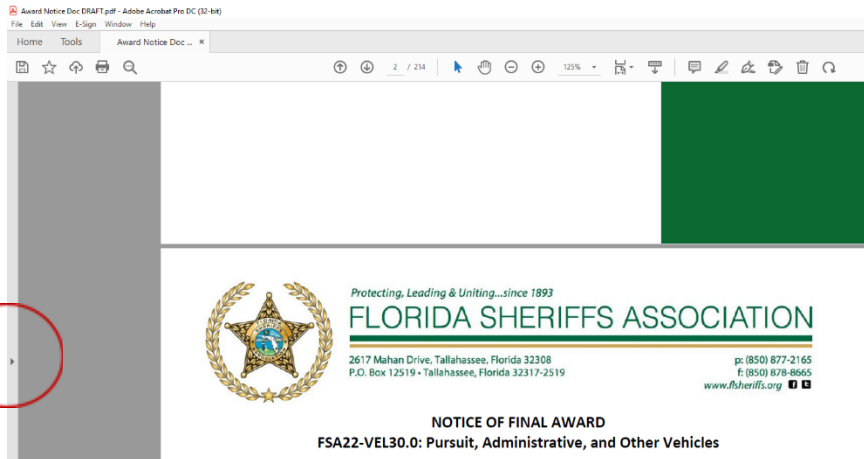 Award Notice Doc DRAFT.pdf - Adobe Acrobat Pro DC (32-bit)
File Edit View E-Sign Window Help
Home Tools Award Notice Doc ... ×
2 / 214 125%
Protecting, Leading & Uniting...since 1893
FLORIDA SHERIFFS ASSOCIATION
2617 Mahan Drive, Tallahassee, Florida 32308 p: (850) 877-2165
P.O. Box 12519 • Tallahassee, Florida 32317-2519 f: (850) 878-8665
www.flsheriffs.org
NOTICE OF FINAL AWARD
FSA22-VEL30.0: Pursuit, Administrative, and Other Vehicles